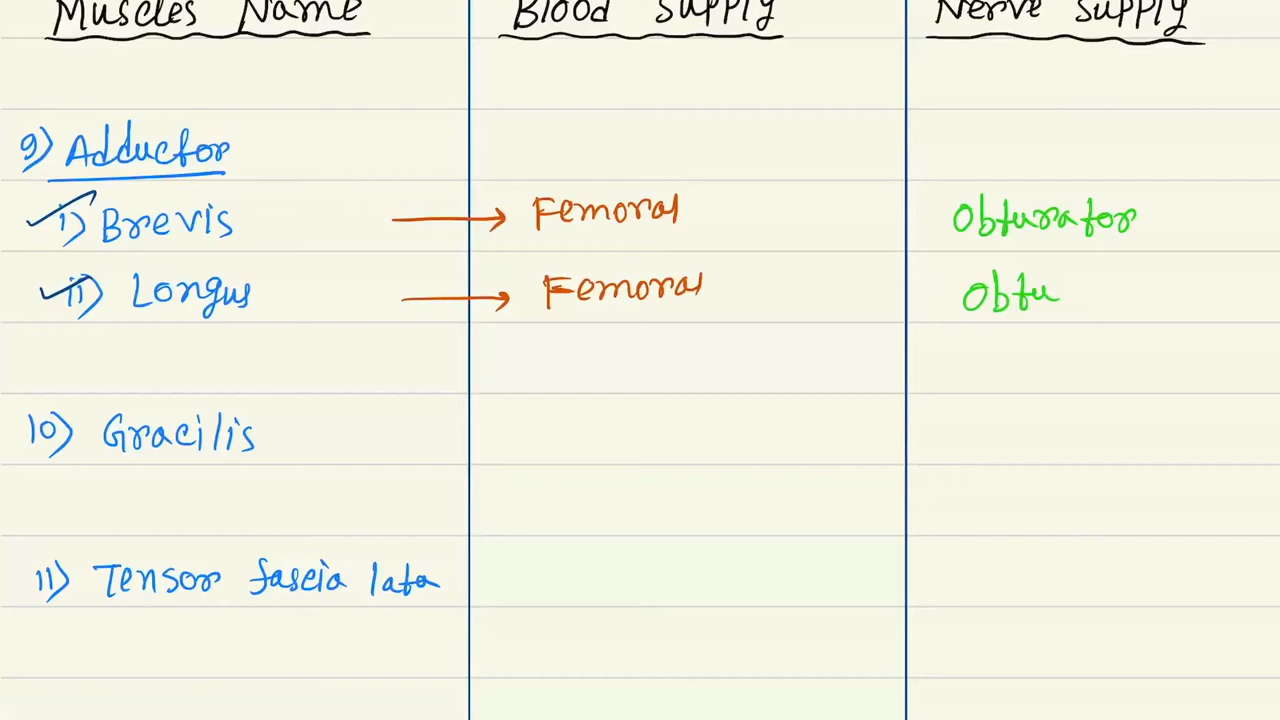 Muscles Name Blood Supply Nerve Supply
9) Adductor
i) Brevis → Femoral Obturator
ii) Longus → Femoral Obtu
10) Gracilis
11) Tensor fascia lata